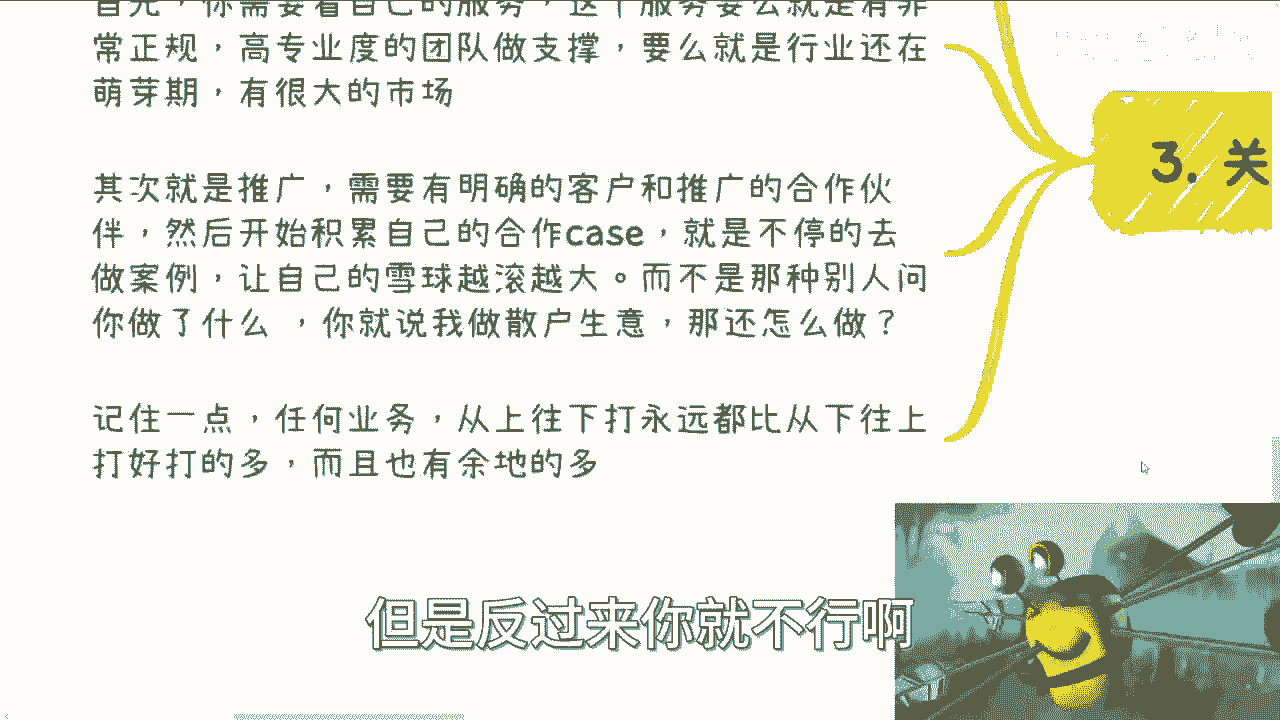 首先，你需要看自己的服务，这个服务要么就是有非
常正规，高专业度的团队做支撑，要么就是行业还在
萌芽期，有很大的市场
其次就是推广，需要有明确的客户和推广的合作伙
伴，然后开始积累自己的合作case，就是不停的去
做案例，让自己的雪球越滚越大。而不是那种别人问
你做了什么 ，你就说我做散户生意，那还怎么做？
记住一点，任何业务，从上往下打永远都比从下往上
打好打的多，而且也有余地的多
3. 关
但是反过来你就不行啊